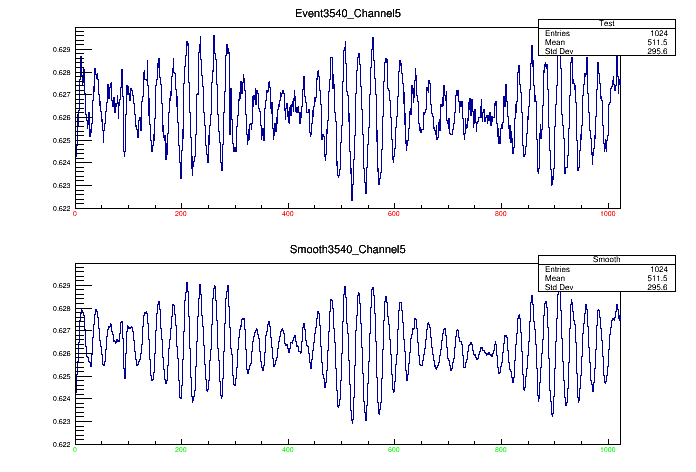 Event3540_Channel5
Test
Entries 1024
Mean 511.5
Std Dev 295.6
0.629
0.628
0.627
0.626
0.625
0.624
0.623
0.622
0 200 400 600 800 1000
Smooth3540_Channel5
Smooth
Entries 1024
Mean 511.5
Std Dev 295.6
0.629
0.628
0.627
0.626
0.625
0.624
0.623
0.622
0 200 400 600 800 1000